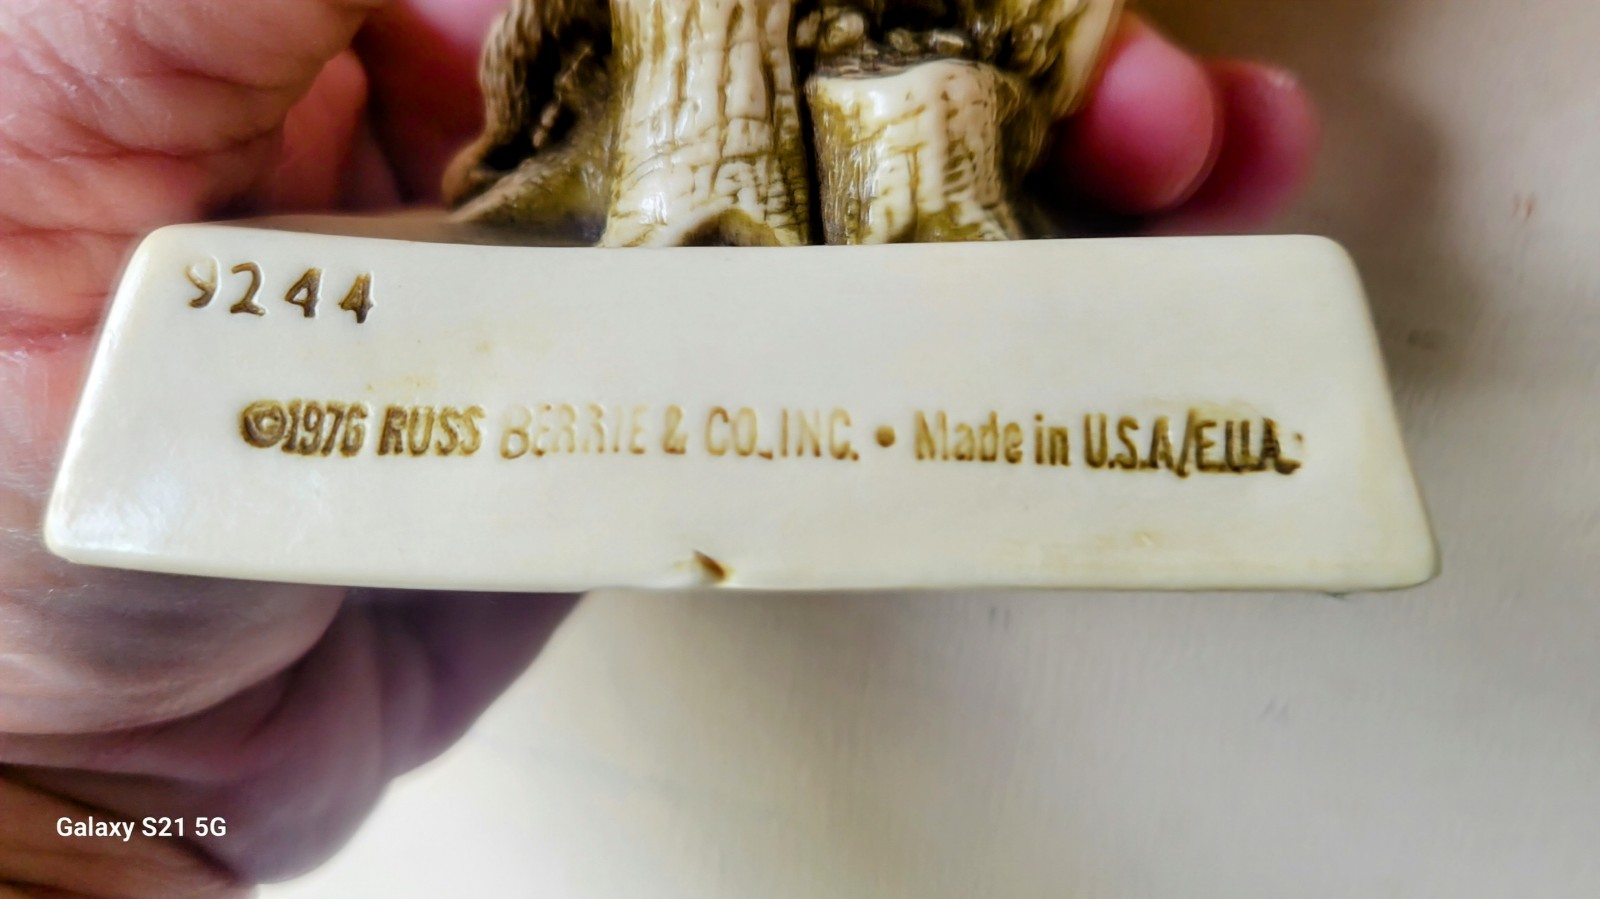 9244
©1976 RUSS BERRIE & CO., INC. • Made in U.S.A./E.U.A.
Galaxy S21 5G